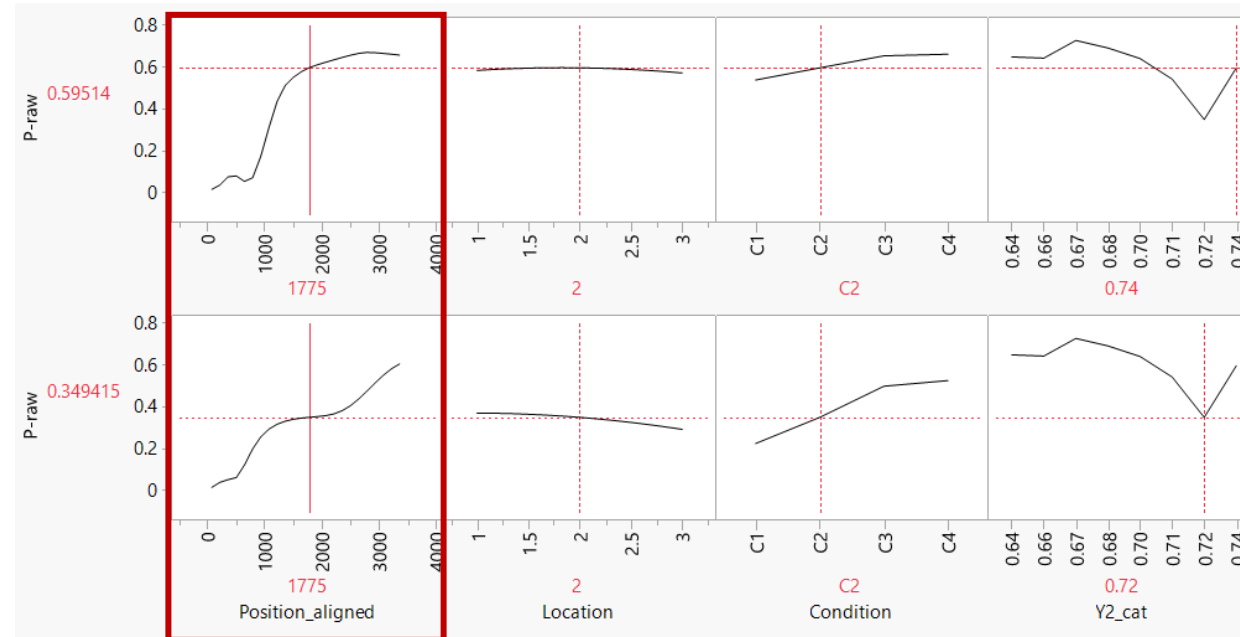 P-raw
0.59514
0.8
0.6
0.4
0.2
0
0 1000 2000 3000 4000
1 1.5 2 2.5 3
C1 C2 C3 C4
0.64 0.66 0.67 0.68 0.70 0.71 0.72 0.74
1775 2 C2 0.74
P-raw
0.349415
0.8
0.6
0.4
0.2
0
0 1000 2000 3000 4000
1 1.5 2 2.5 3
C1 C2 C3 C4
0.64 0.66 0.67 0.68 0.70 0.71 0.72 0.74
1775 2 C2 0.72
Position_aligned Location Condition Y2_cat